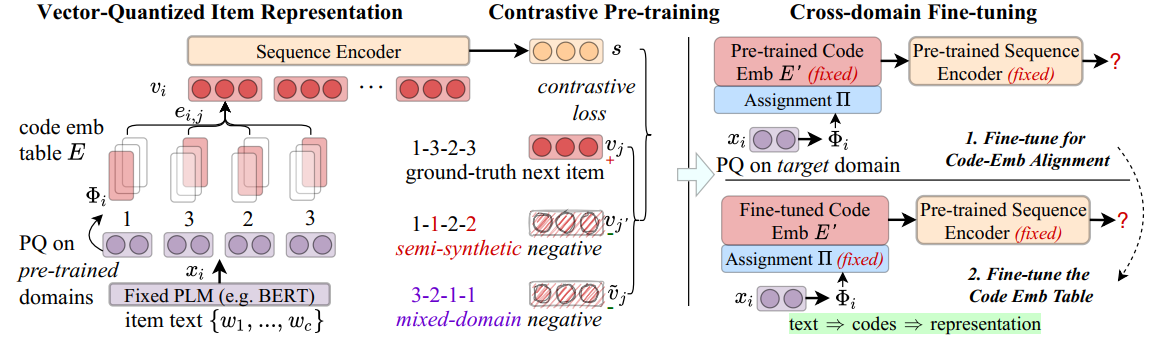 Vector-Quantized Item Representation
Sequence Encoder
v_i
e_{i,j}
code emb
table E
Φ_i
1 3 2 3
PQ on
pre-trained
domains
x_i
Fixed PLM (e.g. BERT)
item text {w_1, ..., w_c}
Contrastive Pre-training
s
contrastive
loss
1-3-2-3
v_j
+
ground-truth next item
1-1-2-2
v_{j'}
-
semi-synthetic negative
3-2-1-1
ṽ_j
-
mixed-domain negative
Cross-domain Fine-tuning
Pre-trained Code
Emb E' (fixed)
Pre-trained Sequence
Encoder (fixed)
?
Assignment Π
x_i
Φ_i
PQ on target domain
1. Fine-tune for
Code-Emb Alignment
Fine-tuned Code
Emb E'
Pre-trained Sequence
Encoder (fixed)
?
Assignment Π (fixed)
x_i
Φ_i
2. Fine-tune the
Code Emb Table
text ⇒ codes ⇒ representation